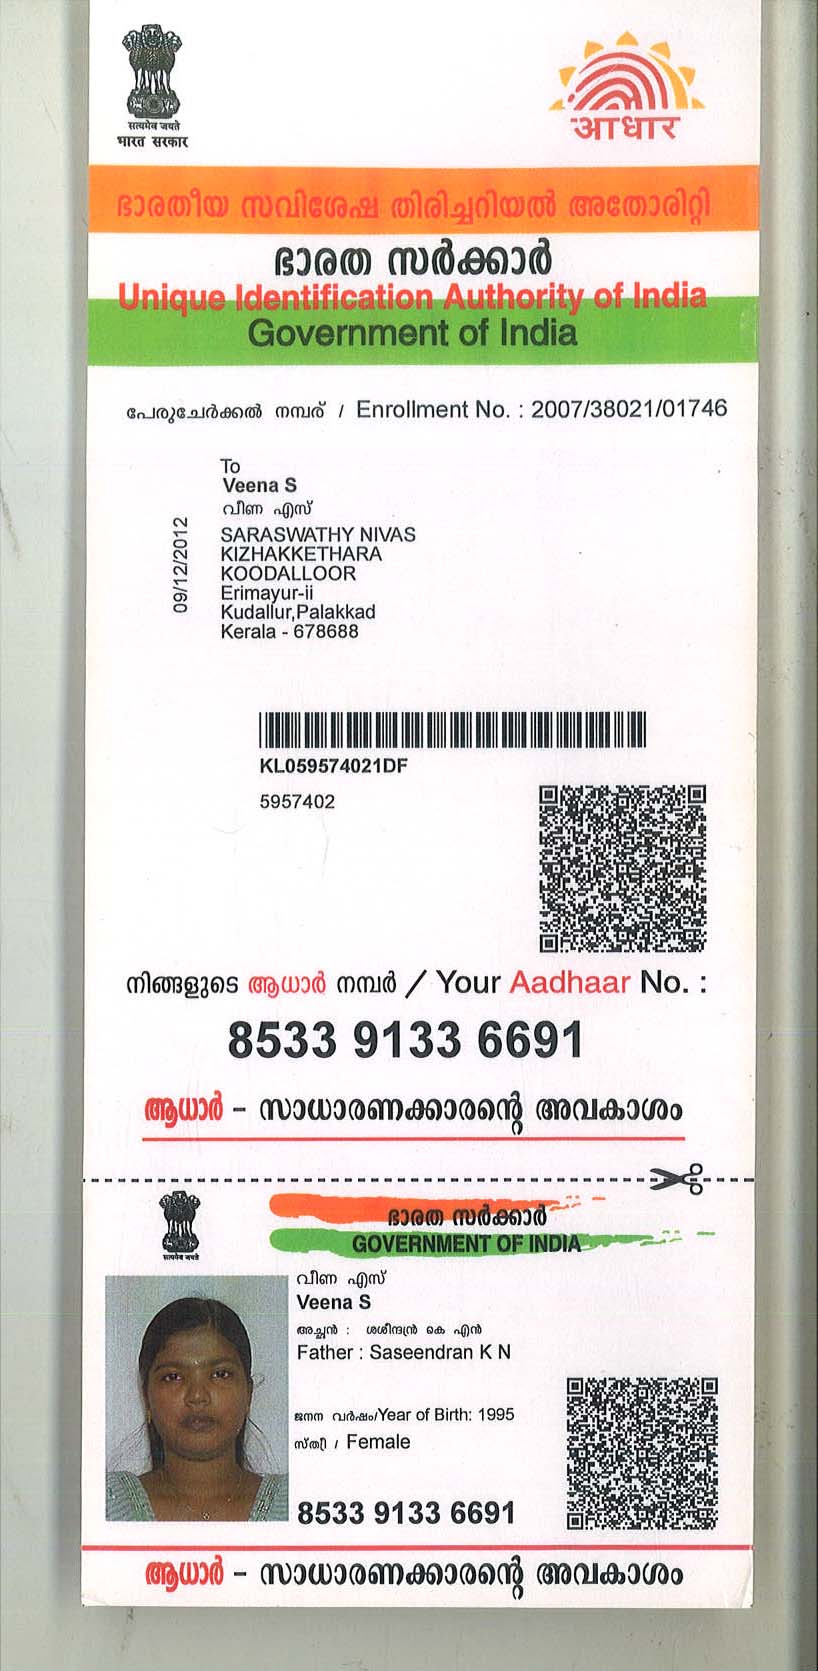 सत्यमेव जयते
भारत सरकार
आधार
ഭാരതീയ സവിശേഷ തിരിച്ചറിയൽ അതോരിറ്റി
ഭാരത സർക്കാർ
Unique Identification Authority of India
Government of India
പേരുചേർക്കൽ നമ്പര് / Enrollment No. : 2007/38021/01746
To
Veena S
വീണ എസ്
SARASWATHY NIVAS
KIZHAKKETHARA
KOODALLOOR
Erimayur-ii
Kudallur,Palakkad
Kerala - 678688
09/12/2012
KL059574021DF
5957402
നിങ്ങളുടെ ആധാർ നമ്പർ / Your Aadhaar No. :
8533 9133 6691
ആധാർ – സാധാരണക്കാരന്റെ അവകാശം
सत्यमेव जयते
ഭാരത സർക്കാർ
GOVERNMENT OF INDIA
വീണ എസ്
Veena S
അച്ഛൻ : ശശീന്ദ്രൻ കെ എൻ
Father : Saseendran K N
ജനന വർഷം/Year of Birth: 1995
സ്ത്രീ / Female
8533 9133 6691
ആധാർ – സാധാരണക്കാരന്റെ അവകാശം